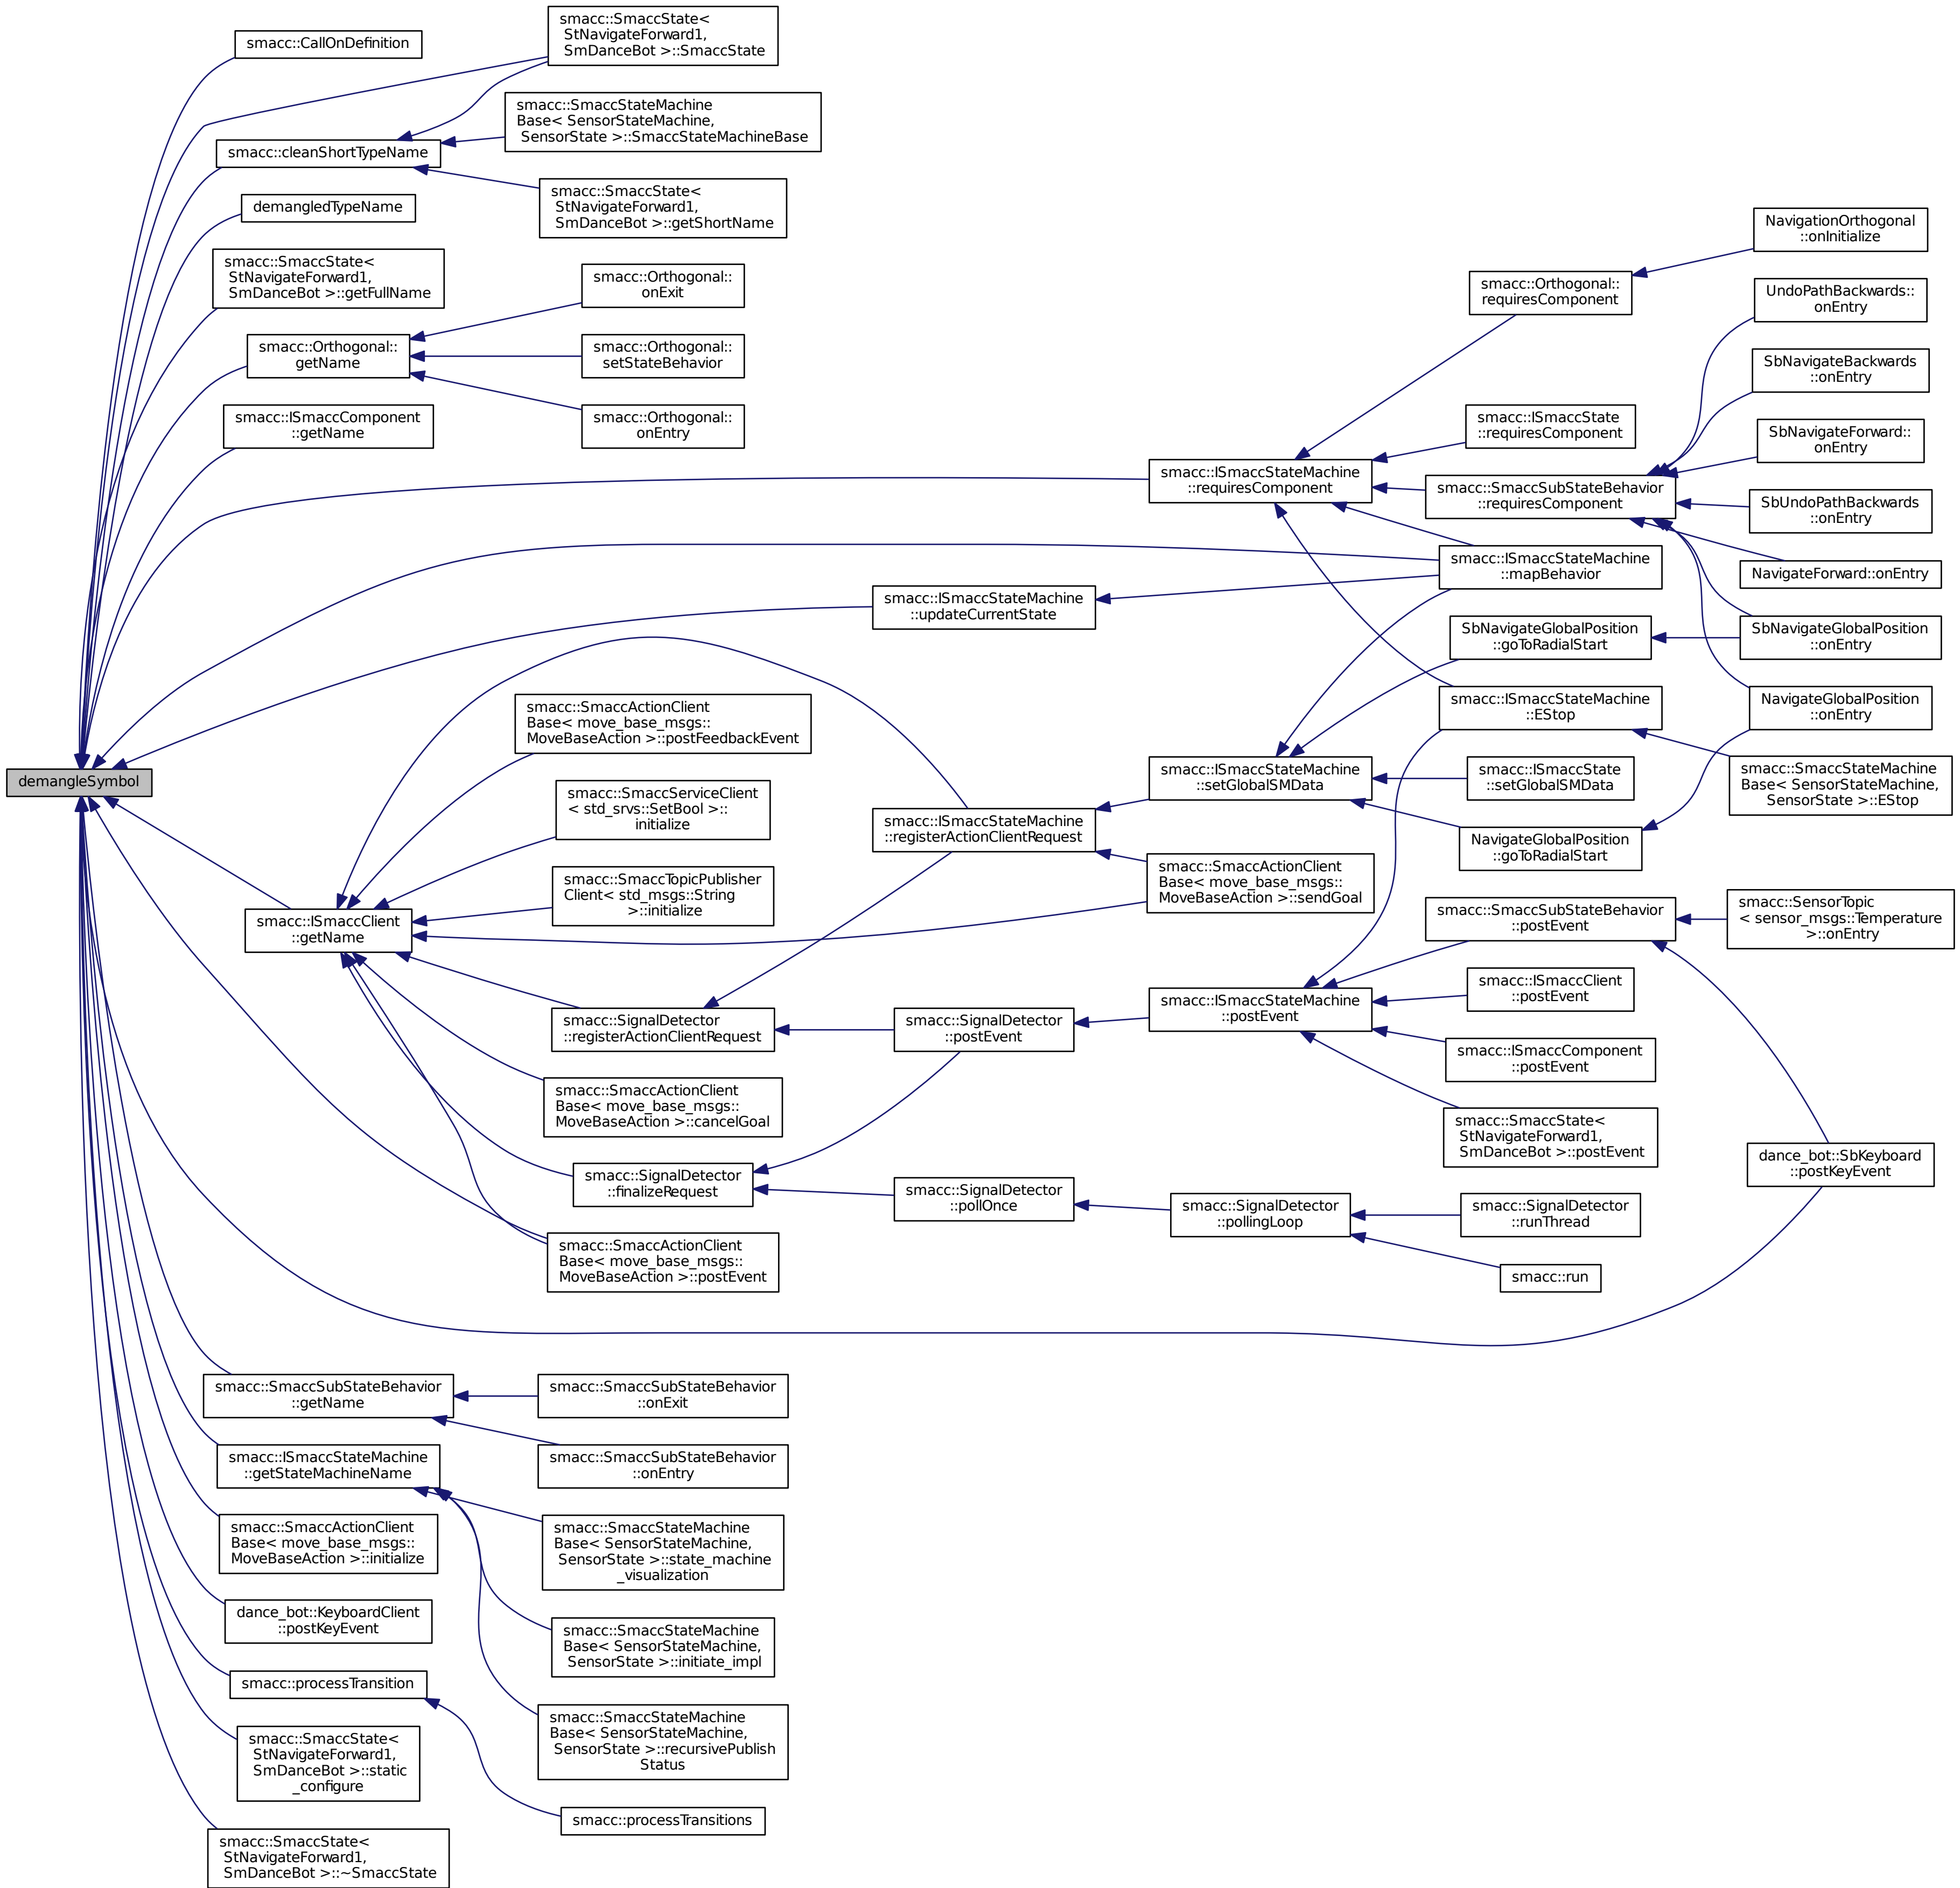 demangleSymbol
smacc::CallOnDefinition
smacc::cleanShortTypeName
demangledTypeName
smacc::SmaccState<
StNavigateForward1,
SmDanceBot >::getFullName
smacc::Orthogonal::
getName
smacc::ISmaccComponent
::getName
smacc::ISmaccClient
::getName
smacc::SmaccSubStateBehavior
::getName
smacc::ISmaccStateMachine
::getStateMachineName
smacc::SmaccActionClient
Base< move_base_msgs::
MoveBaseAction >::initialize
dance_bot::KeyboardClient
::postKeyEvent
smacc::processTransition
smacc::SmaccState<
StNavigateForward1,
SmDanceBot >::static
_configure
smacc::SmaccState<
StNavigateForward1,
SmDanceBot >::~SmaccState
smacc::SmaccState<
StNavigateForward1,
SmDanceBot >::SmaccState
smacc::SmaccStateMachine
Base< SensorStateMachine,
SensorState >::SmaccStateMachineBase
smacc::SmaccState<
StNavigateForward1,
SmDanceBot >::getShortName
smacc::Orthogonal::
onExit
smacc::Orthogonal::
setStateBehavior
smacc::Orthogonal::
onEntry
smacc::SmaccActionClient
Base< move_base_msgs::
MoveBaseAction >::postFeedbackEvent
smacc::SmaccServiceClient
< std_srvs::SetBool >::
initialize
smacc::SmaccTopicPublisher
Client< std_msgs::String
>::initialize
smacc::SignalDetector
::registerActionClientRequest
smacc::SmaccActionClient
Base< move_base_msgs::
MoveBaseAction >::cancelGoal
smacc::SignalDetector
::finalizeRequest
smacc::SmaccActionClient
Base< move_base_msgs::
MoveBaseAction >::postEvent
smacc::SmaccSubStateBehavior
::onExit
smacc::SmaccSubStateBehavior
::onEntry
smacc::SmaccStateMachine
Base< SensorStateMachine,
SensorState >::state_machine
_visualization
smacc::SmaccStateMachine
Base< SensorStateMachine,
SensorState >::initiate_impl
smacc::SmaccStateMachine
Base< SensorStateMachine,
SensorState >::recursivePublish
Status
smacc::processTransitions
smacc::ISmaccStateMachine
::updateCurrentState
smacc::ISmaccStateMachine
::registerActionClientRequest
smacc::SignalDetector
::postEvent
smacc::SignalDetector
::pollOnce
smacc::ISmaccStateMachine
::requiresComponent
smacc::ISmaccStateMachine
::setGlobalSMData
smacc::SmaccActionClient
Base< move_base_msgs::
MoveBaseAction >::sendGoal
smacc::ISmaccStateMachine
::postEvent
smacc::SignalDetector
::pollingLoop
smacc::Orthogonal::
requiresComponent
smacc::ISmaccState
::requiresComponent
smacc::SmaccSubStateBehavior
::requiresComponent
smacc::ISmaccStateMachine
::mapBehavior
SbNavigateGlobalPosition
::goToRadialStart
smacc::ISmaccStateMachine
::EStop
smacc::ISmaccState
::setGlobalSMData
NavigateGlobalPosition
::goToRadialStart
smacc::SmaccSubStateBehavior
::postEvent
smacc::ISmaccClient
::postEvent
smacc::ISmaccComponent
::postEvent
smacc::SmaccState<
StNavigateForward1,
SmDanceBot >::postEvent
smacc::SignalDetector
::runThread
smacc::run
NavigationOrthogonal
::onInitialize
UndoPathBackwards::
onEntry
SbNavigateBackwards
::onEntry
SbNavigateForward::
onEntry
SbUndoPathBackwards
::onEntry
NavigateForward::onEntry
SbNavigateGlobalPosition
::onEntry
NavigateGlobalPosition
::onEntry
smacc::SmaccStateMachine
Base< SensorStateMachine,
SensorState >::EStop
smacc::SensorTopic
< sensor_msgs::Temperature
>::onEntry
dance_bot::SbKeyboard
::postKeyEvent